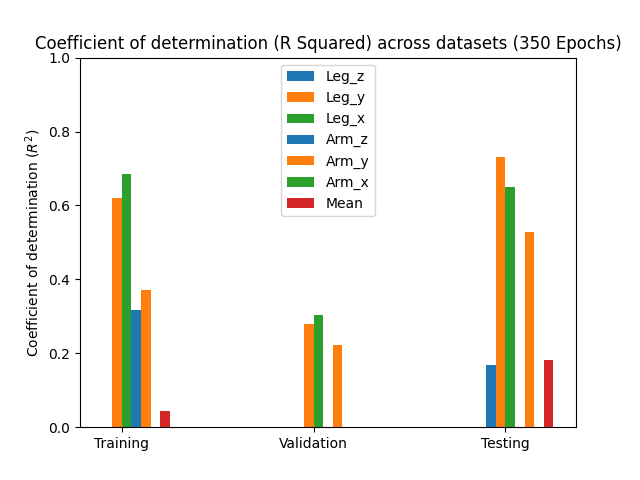 Coefficient of determination (R Squared) across datasets (350 Epochs)
Coefficient of determination (R²)
1.0
0.8
0.6
0.4
0.2
0.0
Leg_z
Leg_y
Leg_x
Arm_z
Arm_y
Arm_x
Mean
Training Validation Testing